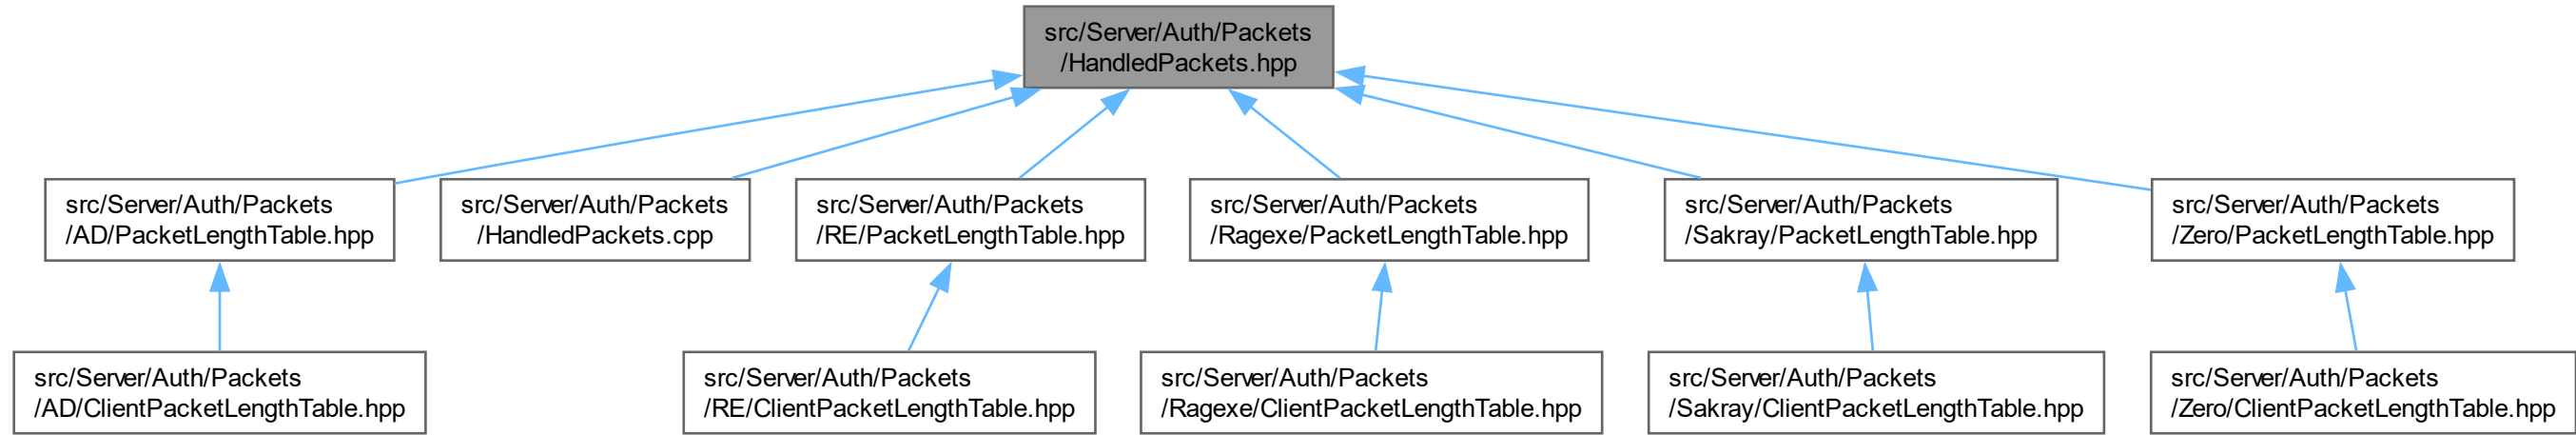 src/Server/Auth/Packets
/HandledPackets.hpp
src/Server/Auth/Packets
/AD/PacketLengthTable.hpp
src/Server/Auth/Packets
/HandledPackets.cpp
src/Server/Auth/Packets
/RE/PacketLengthTable.hpp
src/Server/Auth/Packets
/Ragexe/PacketLengthTable.hpp
src/Server/Auth/Packets
/Sakray/PacketLengthTable.hpp
src/Server/Auth/Packets
/Zero/PacketLengthTable.hpp
src/Server/Auth/Packets
/AD/ClientPacketLengthTable.hpp
src/Server/Auth/Packets
/RE/ClientPacketLengthTable.hpp
src/Server/Auth/Packets
/Ragexe/ClientPacketLengthTable.hpp
src/Server/Auth/Packets
/Sakray/ClientPacketLengthTable.hpp
src/Server/Auth/Packets
/Zero/ClientPacketLengthTable.hpp